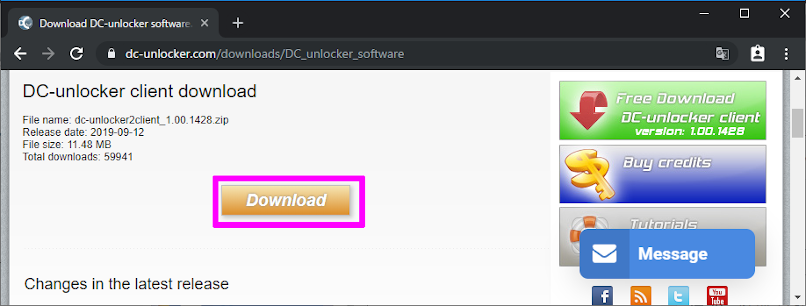 Download DC-unlocker software
dc-unlocker.com/downloads/DC_unlocker_software
DC-unlocker client download
File name: dc-unlocker2client_1.00.1428.zip
Release date: 2019-09-12
File size: 11.48 MB
Total downloads: 59941
Download
Changes in the latest release
Free Download
DC-unlocker client
version: 1.00.1428
Buy credits
Tutorials
Message
You
Tube